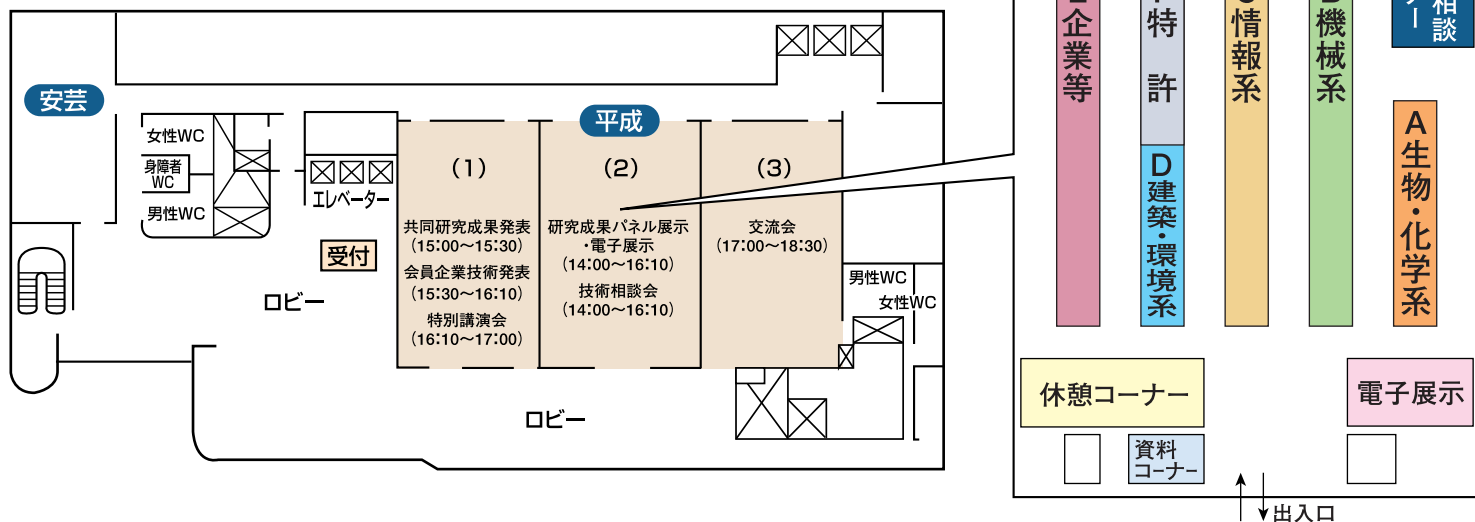 安芸
女性WC
身障者
WC
男性WC
エレベーター
受付
ロビー
平成
(1)
共同研究成果発表
(15:00〜15:30)
会員企業技術発表
(15:30〜16:10)
特別講演会
(16:10〜17:00)
(2)
研究成果パネル展示
・電子展示
(14:00〜16:10)
技術相談会
(14:00〜16:10)
(3)
交流会
(17:00〜18:30)
男性WC
女性WC
ロビー
企業等
特許
D建築・環境系
情報系
機械系
相談
ー
A生物・化学系
休憩コーナー
電子展示
資料
コーナー
出入口